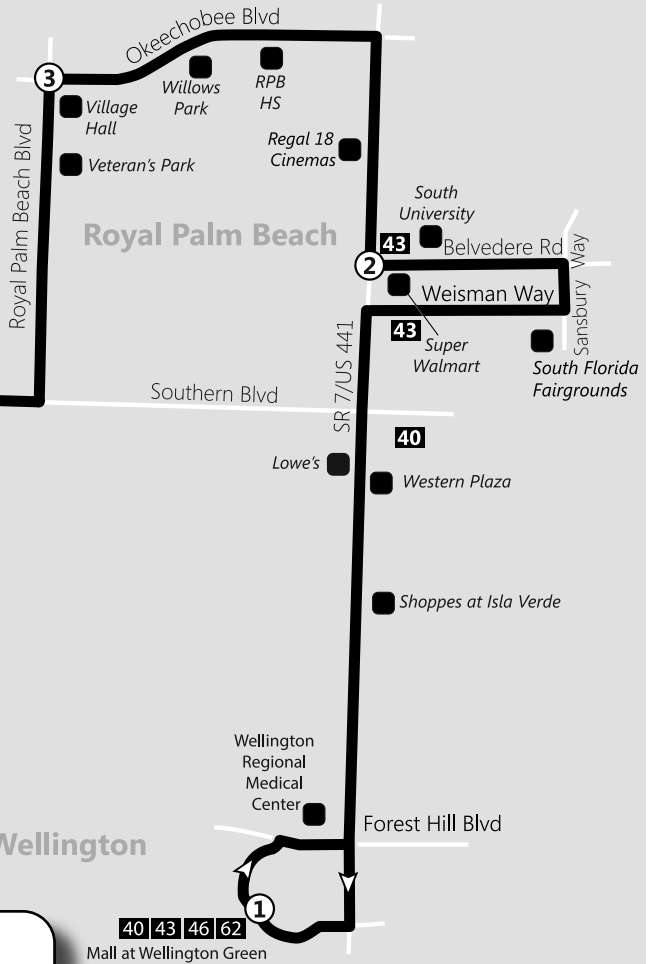 Okeechobee Blvd
3
Village
Hall
Willows
Park
RPB
HS
Veteran's Park
Regal 18
Cinemas
Royal Palm Beach Blvd
Royal Palm Beach
South
University
43
Belvedere Rd
2
Weisman Way
Sansbury Way
43
Super
Walmart
South Florida
Fairgrounds
SR 7/US 441
Southern Blvd
40
Lowe's
Western Plaza
Shoppes at Isla Verde
Wellington
Regional
Medical
Center
Forest Hill Blvd
Wellington
1
40 43 46 62
Mall at Wellington Green